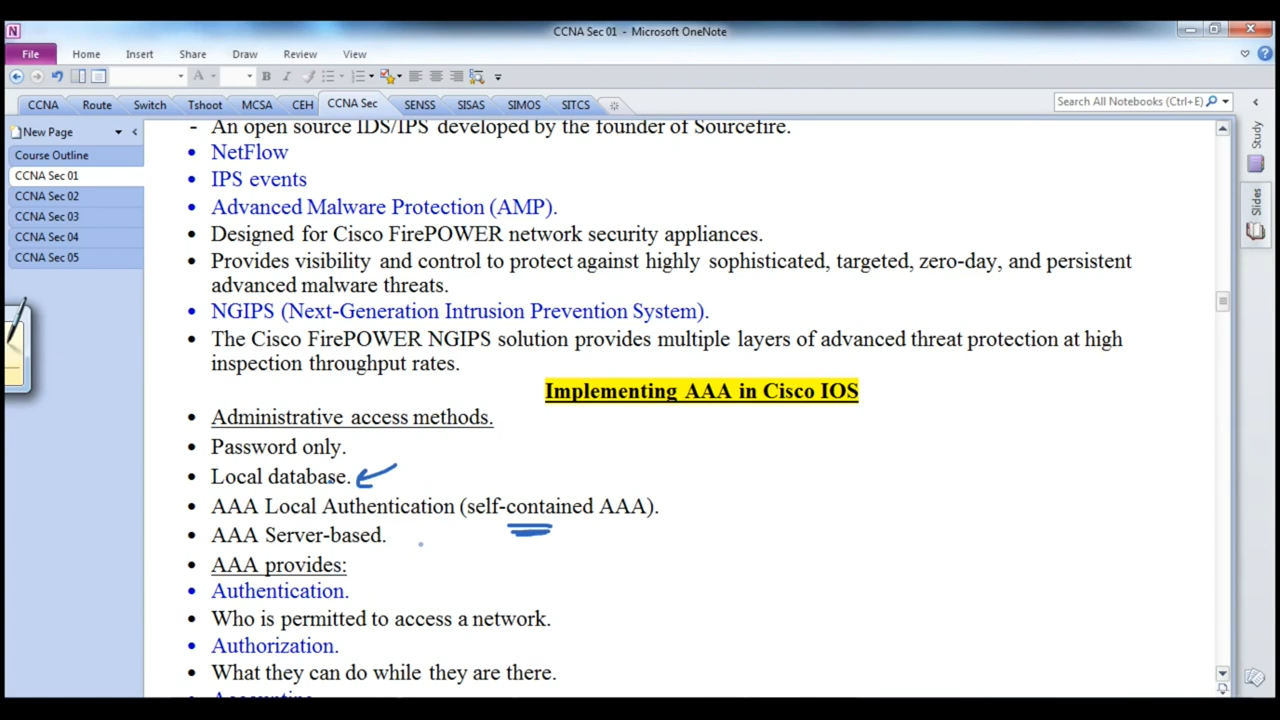 CCNA Sec 01 - Microsoft OneNote
File Home Insert Share Draw Review View
CCNA Route Switch Tshoot MCSA CEH CCNA Sec SENSS SISAS SIMOS SITCS
Search All Notebooks (Ctrl+E)
New Page
Course Outline
CCNA Sec 01
CCNA Sec 02
CCNA Sec 03
CCNA Sec 04
CCNA Sec 05
- An open source IDS/IPS developed by the founder of Sourcefire.
• NetFlow
• IPS events
• Advanced Malware Protection (AMP).
• Designed for Cisco FirePOWER network security appliances.
• Provides visibility and control to protect against highly sophisticated, targeted, zero-day, and persistent
advanced malware threats.
• NGIPS (Next-Generation Intrusion Prevention System).
• The Cisco FirePOWER NGIPS solution provides multiple layers of advanced threat protection at high
inspection throughput rates.
Implementing AAA in Cisco IOS
• Administrative access methods.
• Password only.
• Local database.
• AAA Local Authentication (self-contained AAA).
• AAA Server-based.
• AAA provides:
• Authentication.
• Who is permitted to access a network.
• Authorization.
• What they can do while they are there.
• Accounting
Study
Slides